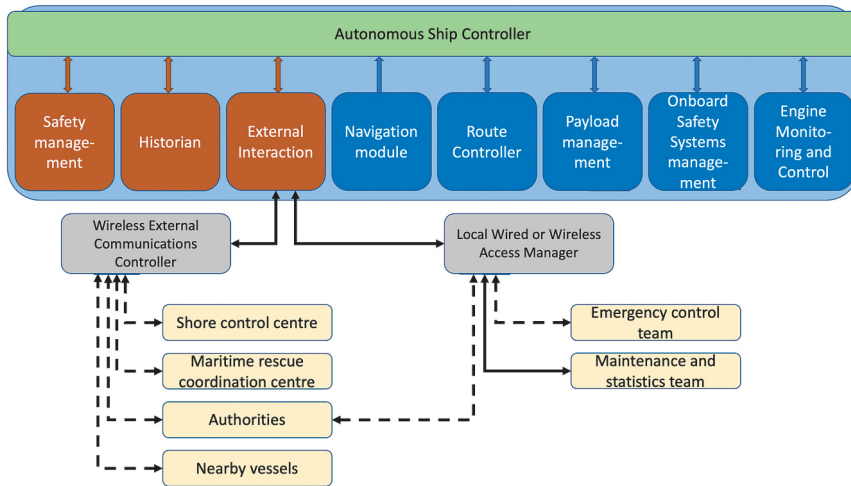 Autonomous Ship Controller
Safety
manage-
ment
Historian
External
Interaction
Navigation
module
Route
Controller
Payload
manage-
ment
Onboard
Safety
Systems
manage-
ment
Engine
Monito-
ring and
Control
Wireless External
Communications
Controller
Local Wired or Wireless
Access Manager
Shore control centre
Emergency control
team
Maritime rescue
coordination centre
Maintenance and
statistics team
Authorities
Nearby vessels